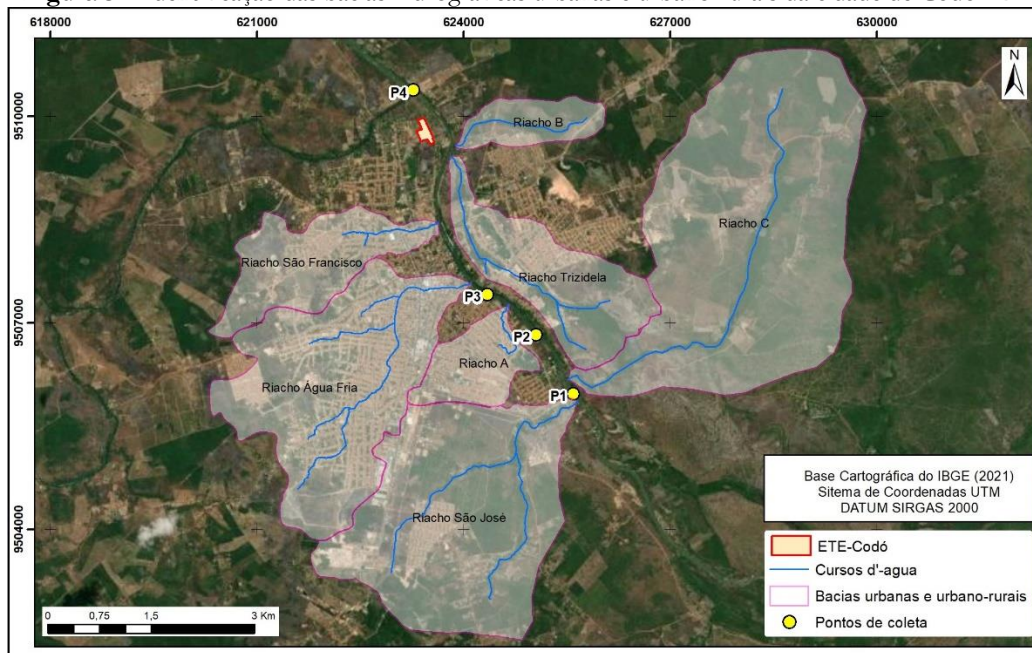 618000 621000 624000 627000 630000
N
P4
9510000
Riacho B
Riacho C
Riacho São Francisco
Riacho Trizidela
P3
9507000
P2
Riacho A
Riacho Água Fria
P1
Base Cartográfica do IBGE (2021)
Sitema de Coordenadas UTM
DATUM SIRGAS 2000
9504000
Riacho São José
ETE-Codó
Cursos d'-agua
Bacias urbanas e urbano-rurais
Pontos de coleta
0 0,75 1,5 3 Km